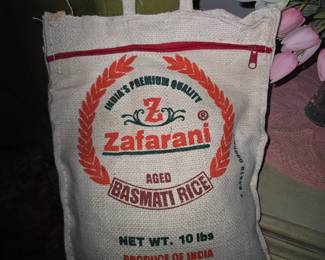 INDIA'S PREMIUM QUALITY
Z
Zafarani®
AGED
BASMATI RICE
NET WT. 10 lbs
PRODUCE OF INDIA